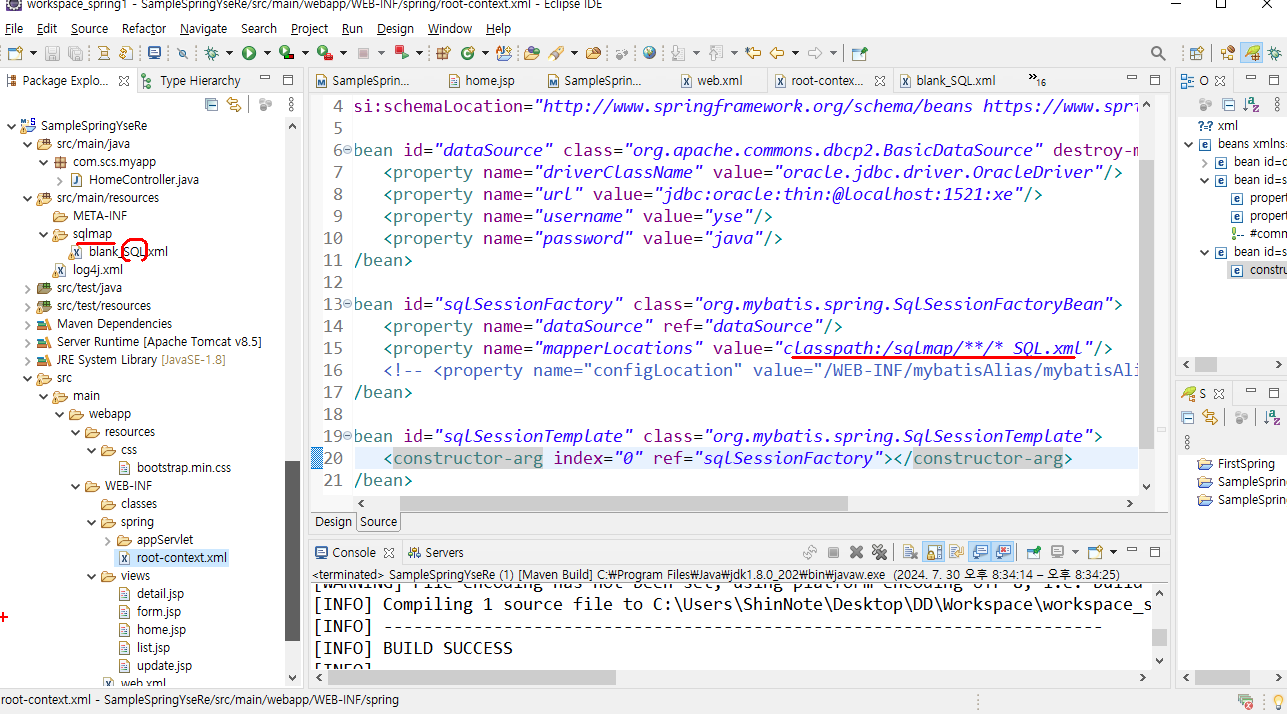 workspace_spring1 - SampleSpringYseRe/src/main/webapp/WEB-INF/spring/root-context.xml - Eclipse IDE
File Edit Source Refactor Navigate Search Project Run Design Window Help
Package Explo... Type Hierarchy
SampleSpringYseRe
src/main/java
com.scs.myapp
HomeController.java
src/main/resources
META-INF
sqlmap
blank_SQL.xml
log4j.xml
src/test/java
src/test/resources
Maven Dependencies
Server Runtime [Apache Tomcat v8.5]
JRE System Library [JavaSE-1.8]
src
main
webapp
resources
css
bootstrap.min.css
WEB-INF
classes
spring
appServlet
root-context.xml
views
detail.jsp
form.jsp
home.jsp
list.jsp
update.jsp
web.xml
SampleSprin... home.jsp SampleSprin... web.xml root-contex... blank_SQL.xml »16
4 si:schemaLocation="http://www.springframework.org/schema/beans https://www.spri
5
6 bean id="dataSource" class="org.apache.commons.dbcp2.BasicDataSource" destroy-m
7 <property name="driverClassName" value="oracle.jdbc.driver.OracleDriver"/>
8 <property name="url" value="jdbc:oracle:thin:@localhost:1521:xe"/>
9 <property name="username" value="yse"/>
10 <property name="password" value="java"/>
11 /bean>
12
13 bean id="sqlSessionFactory" class="org.mybatis.spring.SqlSessionFactoryBean">
14 <property name="dataSource" ref="dataSource"/>
15 <property name="mapperLocations" value="classpath:/sqlmap/**/*_SQL.xml"/>
16 <!-- <property name="configLocation" value="/WEB-INF/mybatisAlias/mybatisAli
17 /bean>
18
19 bean id="sqlSessionTemplate" class="org.mybatis.spring.SqlSessionTemplate">
20 <constructor-arg index="0" ref="sqlSessionFactory"></constructor-arg>
21 /bean>
Design Source
Console Servers
<terminated> SampleSpringYseRe (1) [Maven Build] C:₩Program Files₩Java₩jdk1.8.0_202₩bin₩javaw.exe (2024. 7. 30 오후 8:34:14 – 오후 8:34:25)
[WARNING] File encoding has not been set, using platform encoding UTF-8, i.e. build
[INFO] Compiling 1 source file to C:\Users\ShinNote\Desktop\DD\Workspace\workspace_s
[INFO] ------------------------------------------------------------------------
[INFO] BUILD SUCCESS
[INFO]
O
?-? xml
beans xmlns:
bean id=d
bean id=s
propert
propert
!-- #comm
bean id=s
constru
S
FirstSpring
SampleSprin
SampleSprin
root-context.xml - SampleSpringYseRe/src/main/webapp/WEB-INF/spring